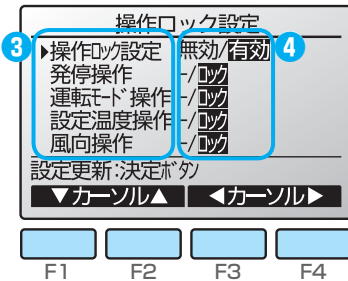 操作ロック設定
3 ▶操作ロック設定 無効/有効 4
発停操作 -/ロック
運転モード操作 -/ロック
設定温度操作 -/ロック
風向操作 -/ロック
設定更新:決定ボタン
▼カーソル▲ ◀カーソル▶
F1 F2 F3 F4